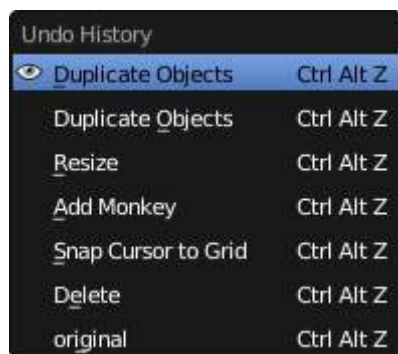 Undo History
Duplicate Objects Ctrl Alt Z
Duplicate Objects Ctrl Alt Z
Resize Ctrl Alt Z
Add Monkey Ctrl Alt Z
Snap Cursor to Grid Ctrl Alt Z
Delete Ctrl Alt Z
original Ctrl Alt Z